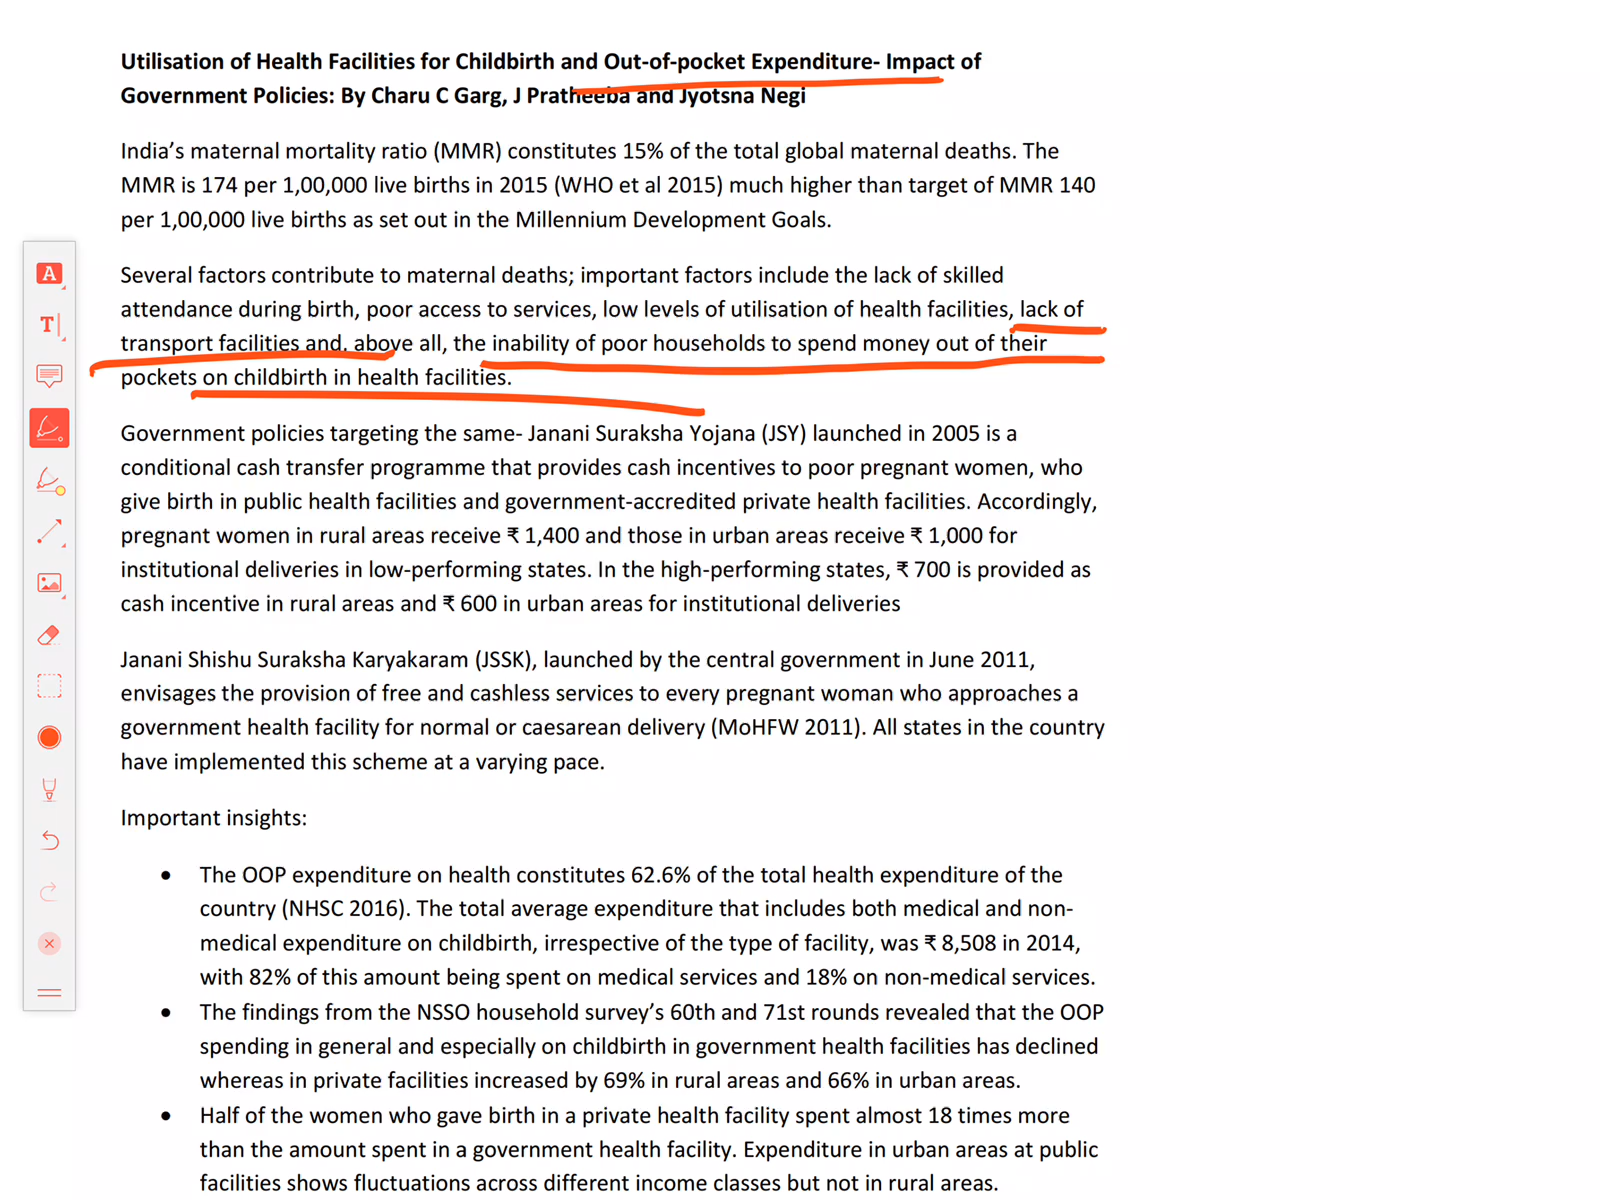 Utilisation of Health Facilities for Childbirth and Out-of-pocket Expenditure- Impact of
Government Policies: By Charu C Garg, J Pratheeba and Jyotsna Negi
India’s maternal mortality ratio (MMR) constitutes 15% of the total global maternal deaths. The
MMR is 174 per 1,00,000 live births in 2015 (WHO et al 2015) much higher than target of MMR 140
per 1,00,000 live births as set out in the Millennium Development Goals.
Several factors contribute to maternal deaths; important factors include the lack of skilled
attendance during birth, poor access to services, low levels of utilisation of health facilities, lack of
transport facilities and, above all, the inability of poor households to spend money out of their
pockets on childbirth in health facilities.
Government policies targeting the same- Janani Suraksha Yojana (JSY) launched in 2005 is a
conditional cash transfer programme that provides cash incentives to poor pregnant women, who
give birth in public health facilities and government-accredited private health facilities. Accordingly,
pregnant women in rural areas receive ₹ 1,400 and those in urban areas receive ₹ 1,000 for
institutional deliveries in low-performing states. In the high-performing states, ₹ 700 is provided as
cash incentive in rural areas and ₹ 600 in urban areas for institutional deliveries
Janani Shishu Suraksha Karyakaram (JSSK), launched by the central government in June 2011,
envisages the provision of free and cashless services to every pregnant woman who approaches a
government health facility for normal or caesarean delivery (MoHFW 2011). All states in the country
have implemented this scheme at a varying pace.
Important insights:
• The OOP expenditure on health constitutes 62.6% of the total health expenditure of the
country (NHSC 2016). The total average expenditure that includes both medical and non-
medical expenditure on childbirth, irrespective of the type of facility, was ₹ 8,508 in 2014,
with 82% of this amount being spent on medical services and 18% on non-medical services.
• The findings from the NSSO household survey’s 60th and 71st rounds revealed that the OOP
spending in general and especially on childbirth in government health facilities has declined
whereas in private facilities increased by 69% in rural areas and 66% in urban areas.
• Half of the women who gave birth in a private health facility spent almost 18 times more
than the amount spent in a government health facility. Expenditure in urban areas at public
facilities shows fluctuations across different income classes but not in rural areas.
A
T